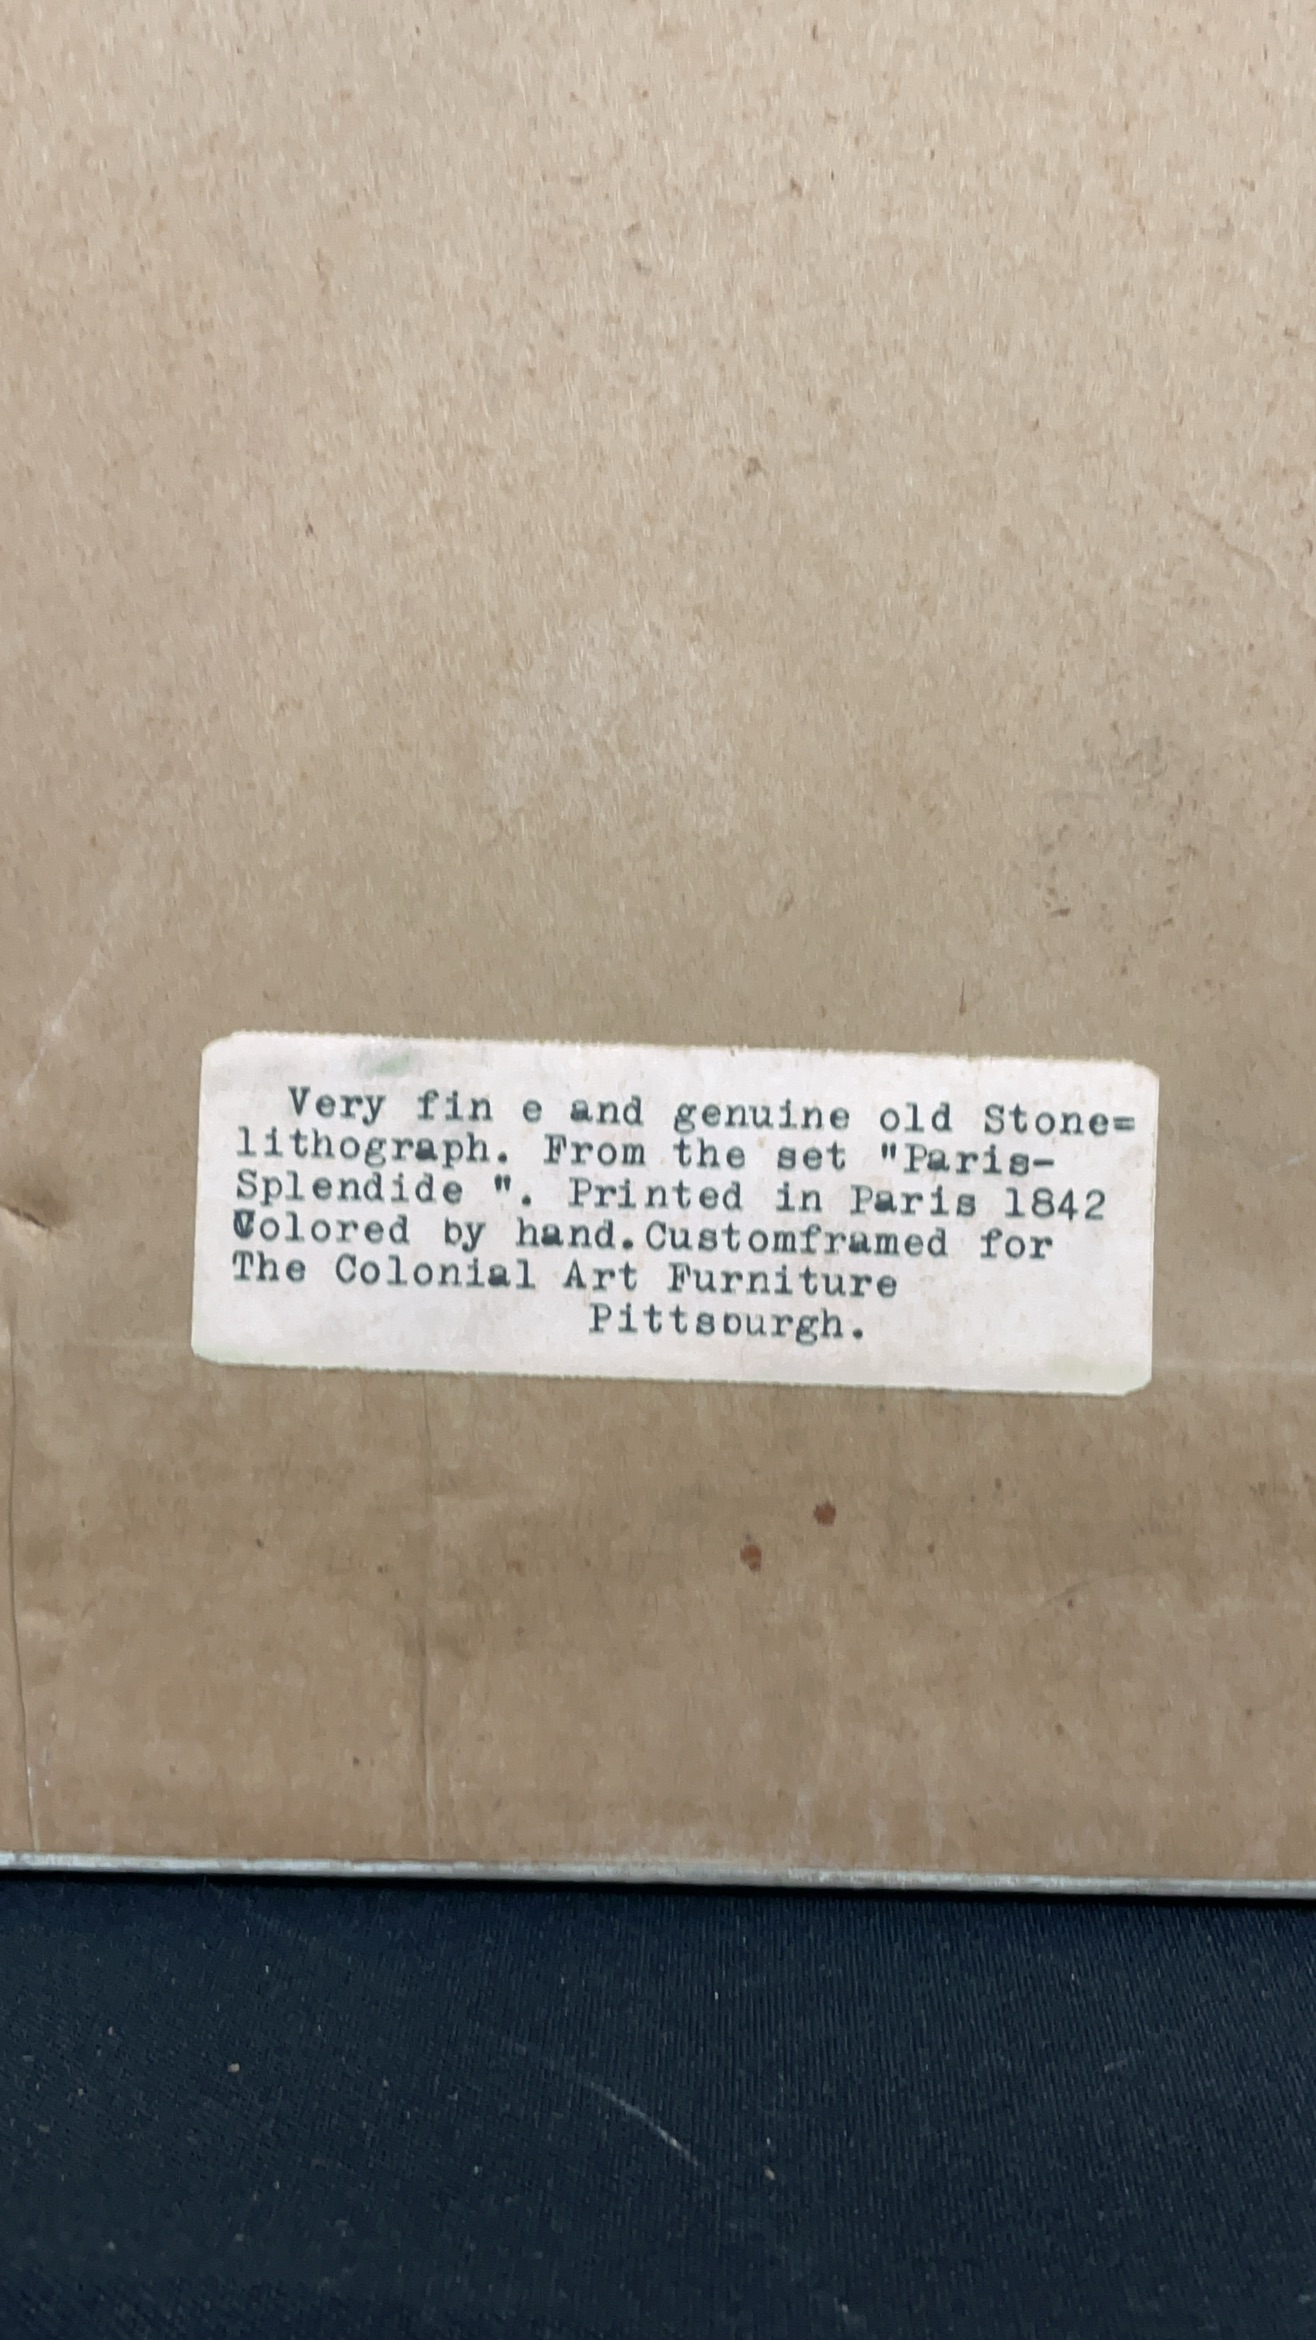 Very fin e and genuine old Stone=
lithograph. From the set "Paris-
Splendide ". Printed in Paris 1842
Colored by hand.Customframed for
The Colonial Art Furniture
Pittsburgh.